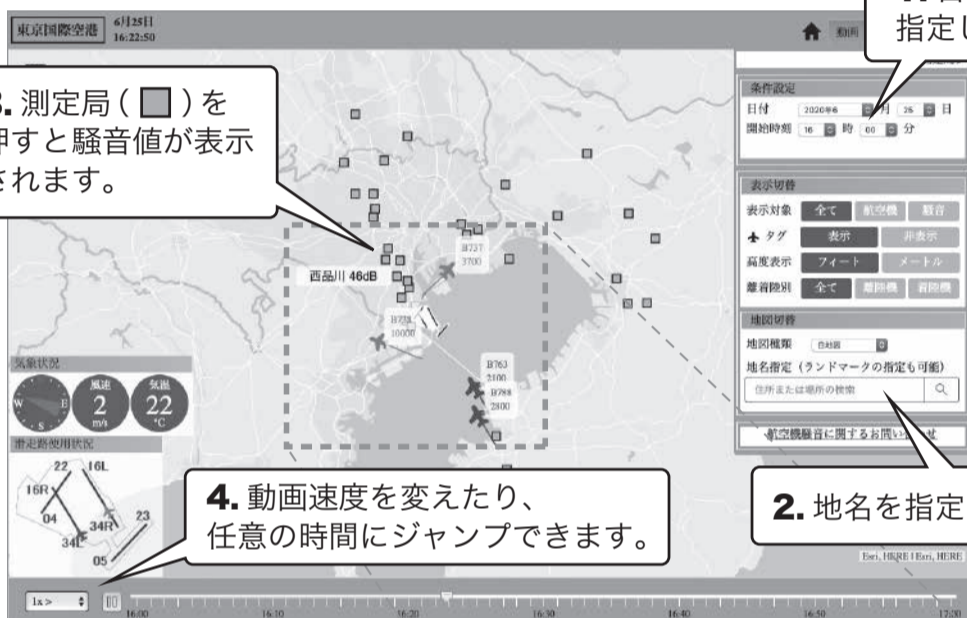 東京国際空港
6月25日
16:22:50
動画
指定し
3. 測定局(■)を
押すと騒音値が表示
されます。
条件設定
日付 2020年6 月 25 日
開始時刻 16 時 00 分
表示切替
表示対象 全て 航空機 騒音
タグ 表示 非表示
高度表示 フィート メートル
離着陸別 全て 離陸機 着陸機
地図切替
地図種類 白地図
地名指定(ランドマークの指定も可能)
住所または場所の検索
航空機騒音に関するお問い合わせ
2. 地名を指定
B737
3700
西品川 46dB
10000
B763
2100
B788
2800
気象状況
N
W E
S
風速
2
m/s
気温
22
℃
滑走路使用状況
22 16L
16R
04 34R 23
34L
05
4. 動画速度を変えたり、
任意の時間にジャンプできます。
Esri, HERE | Esri, HERE
1x >
16:00 16:10 16:20 16:30 16:40 16:50 17:00